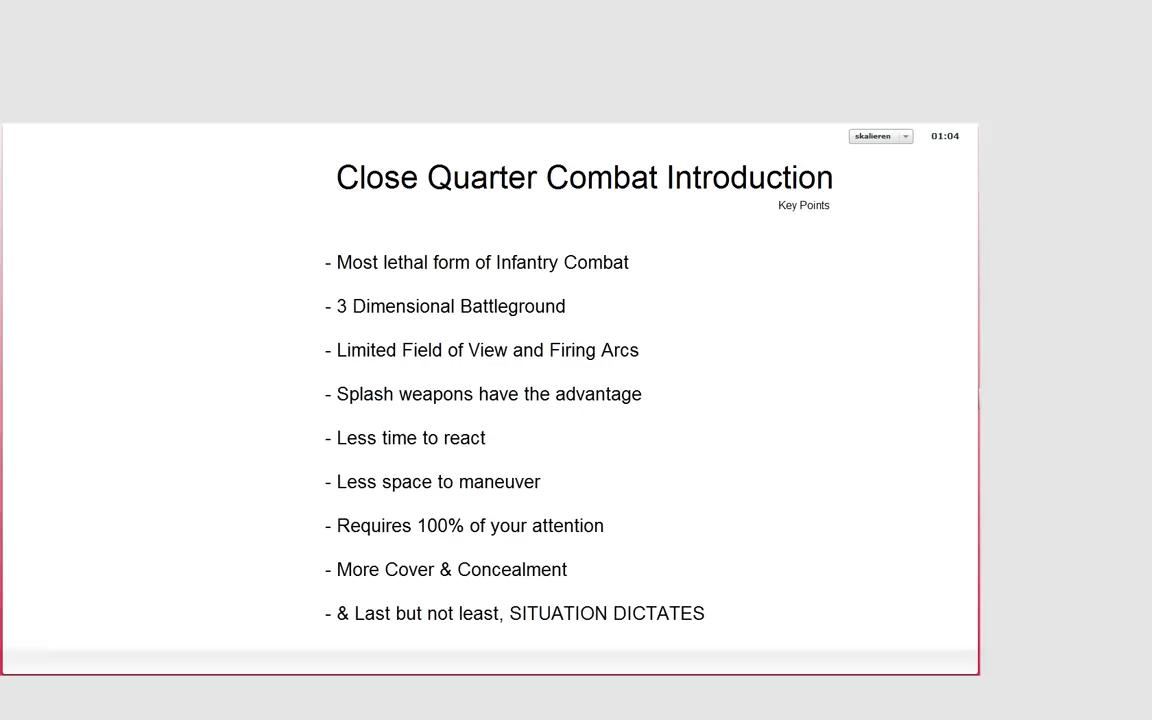 skalieren 01:04
Close Quarter Combat Introduction
Key Points
- Most lethal form of Infantry Combat
- 3 Dimensional Battleground
- Limited Field of View and Firing Arcs
- Splash weapons have the advantage
- Less time to react
- Less space to maneuver
- Requires 100% of your attention
- More Cover & Concealment
- & Last but not least, SITUATION DICTATES